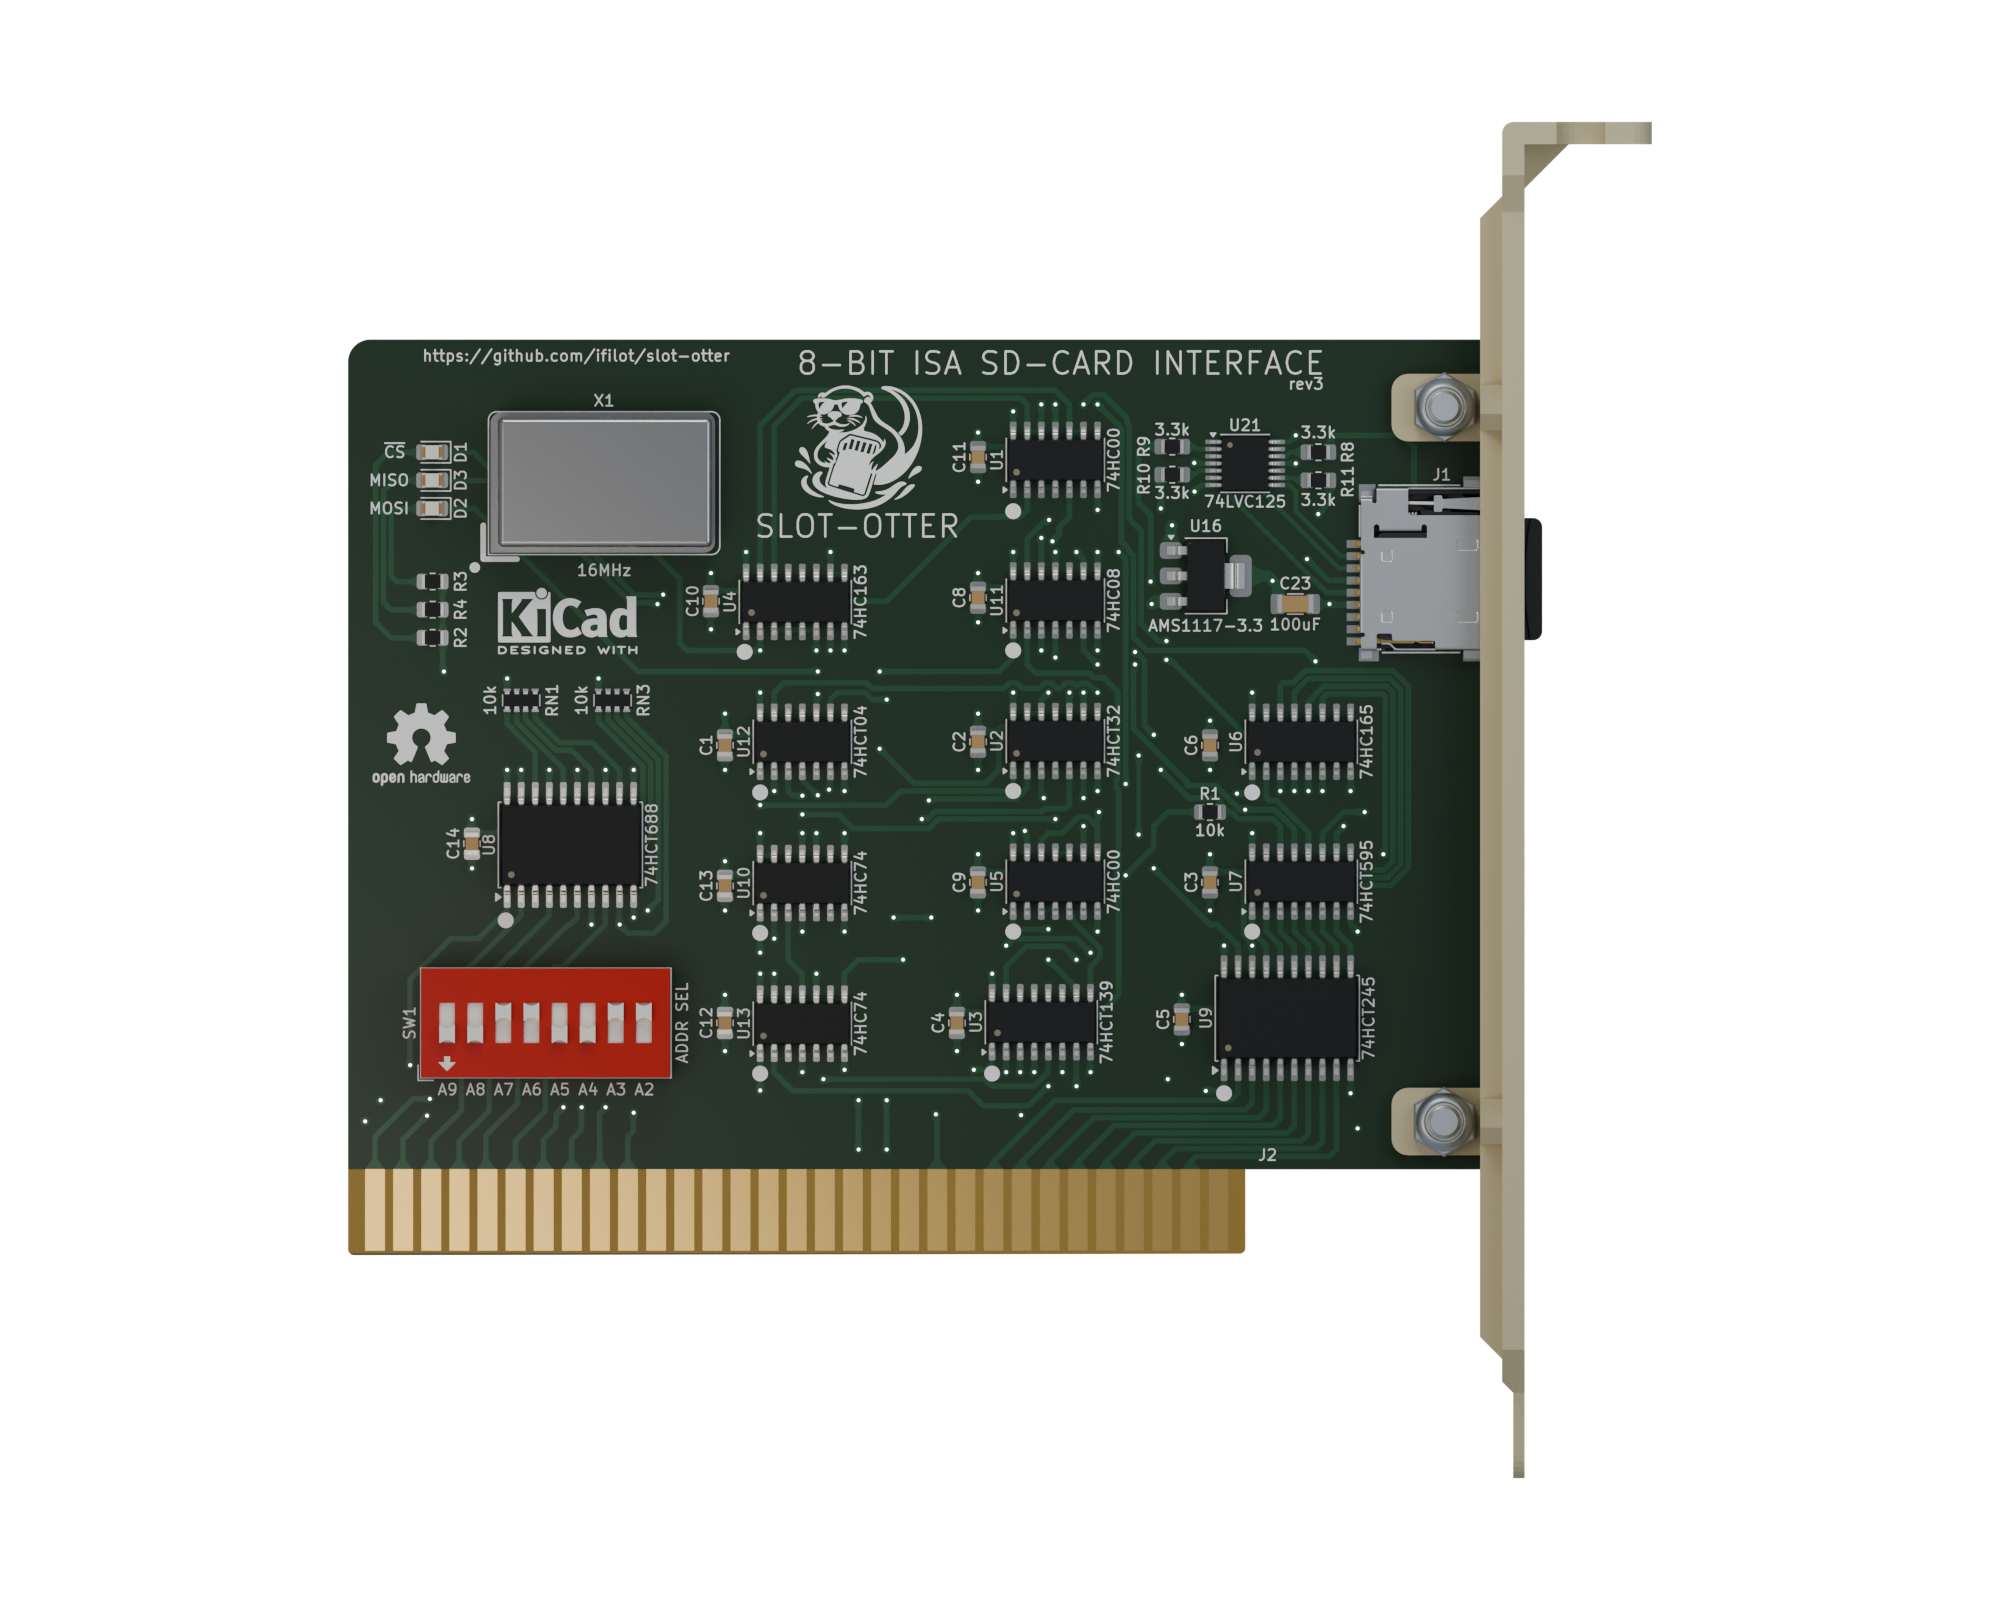 https://github.com/ifilot/slot-otter
8-BIT ISA SD-CARD INTERFACE
rev3
X1
CS D1
MISO D3
MOSI D2
16MHz
R3
R4
R2
KiCad
DESIGNED WITH
SLOT-OTTER
C11 U1 74HC00
3.3k R9
R10 3.3k
U21
74LVC125
3.3k R8
R11 3.3k
J1
U16
AMS1117-3.3
C23
100uF
C10 U4 74HC163
C8 U11 74HC08
10k RN1
10k RN3
open hardware
C1 U12 74HCT04
C2 U2 74HCT32
C6 U6 74HC165
R1
10k
C14 U8 74HCT688
C13 U10 74HC74
C9 U5 74HC00
C3 U7 74HCT595
SW1
ADDR SEL
A9 A8 A7 A6 A5 A4 A3 A2
C12 U13 74HC74
C4 U3 74HCT139
C5 U9 74HCT245
J2